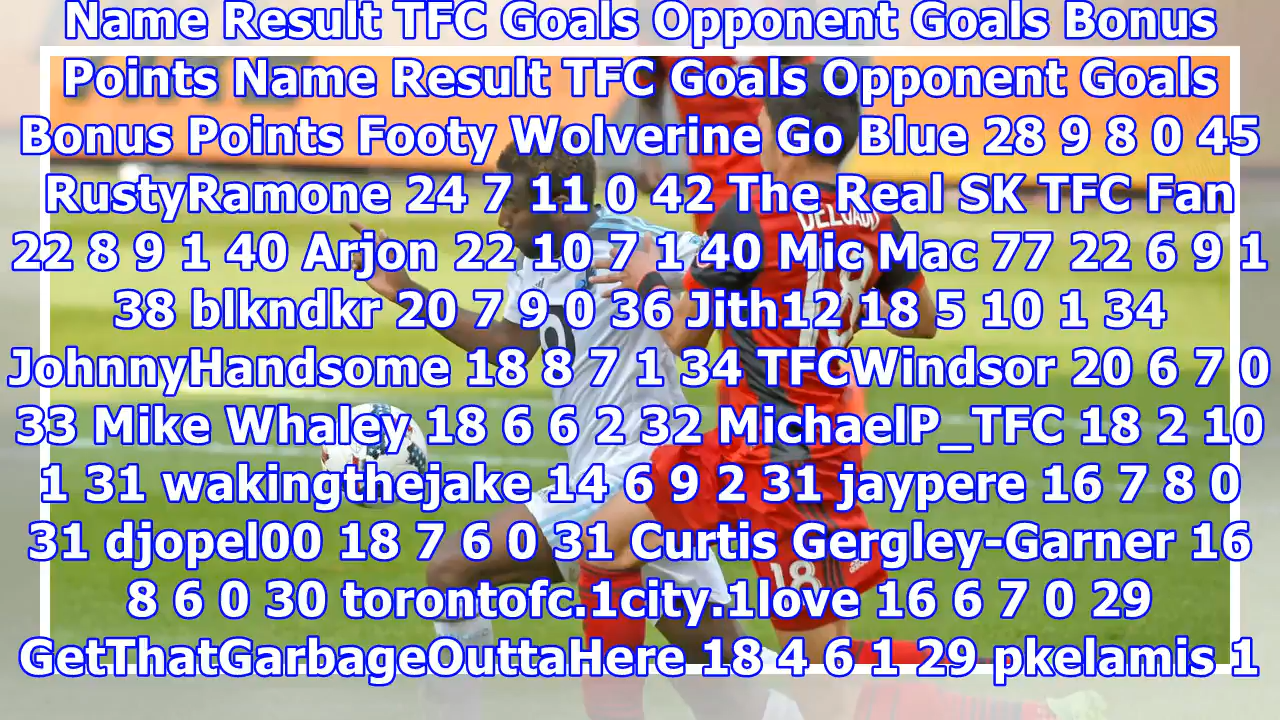 Name Result TFC Goals Opponent Goals Bonus
Points Name Result TFC Goals Opponent Goals
Bonus Points Footy Wolverine Go Blue 28 9 8 0 45
RustyRamone 24 7 11 0 42 The Real SK TFC Fan
22 8 9 1 40 Arjon 22 10 7 1 40 Mic Mac 77 22 6 9 1
38 blkndkr 20 7 9 0 36 Jith12 18 5 10 1 34
JohnnyHandsome 18 8 7 1 34 TFCWindsor 20 6 7 0
33 Mike Whaley 18 6 6 2 32 MichaelP_TFC 18 2 10
1 31 wakingthejake 14 6 9 2 31 jaypere 16 7 8 0
31 djopel00 18 7 6 0 31 Curtis Gergley-Garner 16
8 6 0 30 torontofc.1city.1love 16 6 7 0 29
GetThatGarbageOuttaHere 18 4 6 1 29 pkelamis 1
DELGADO
18
18